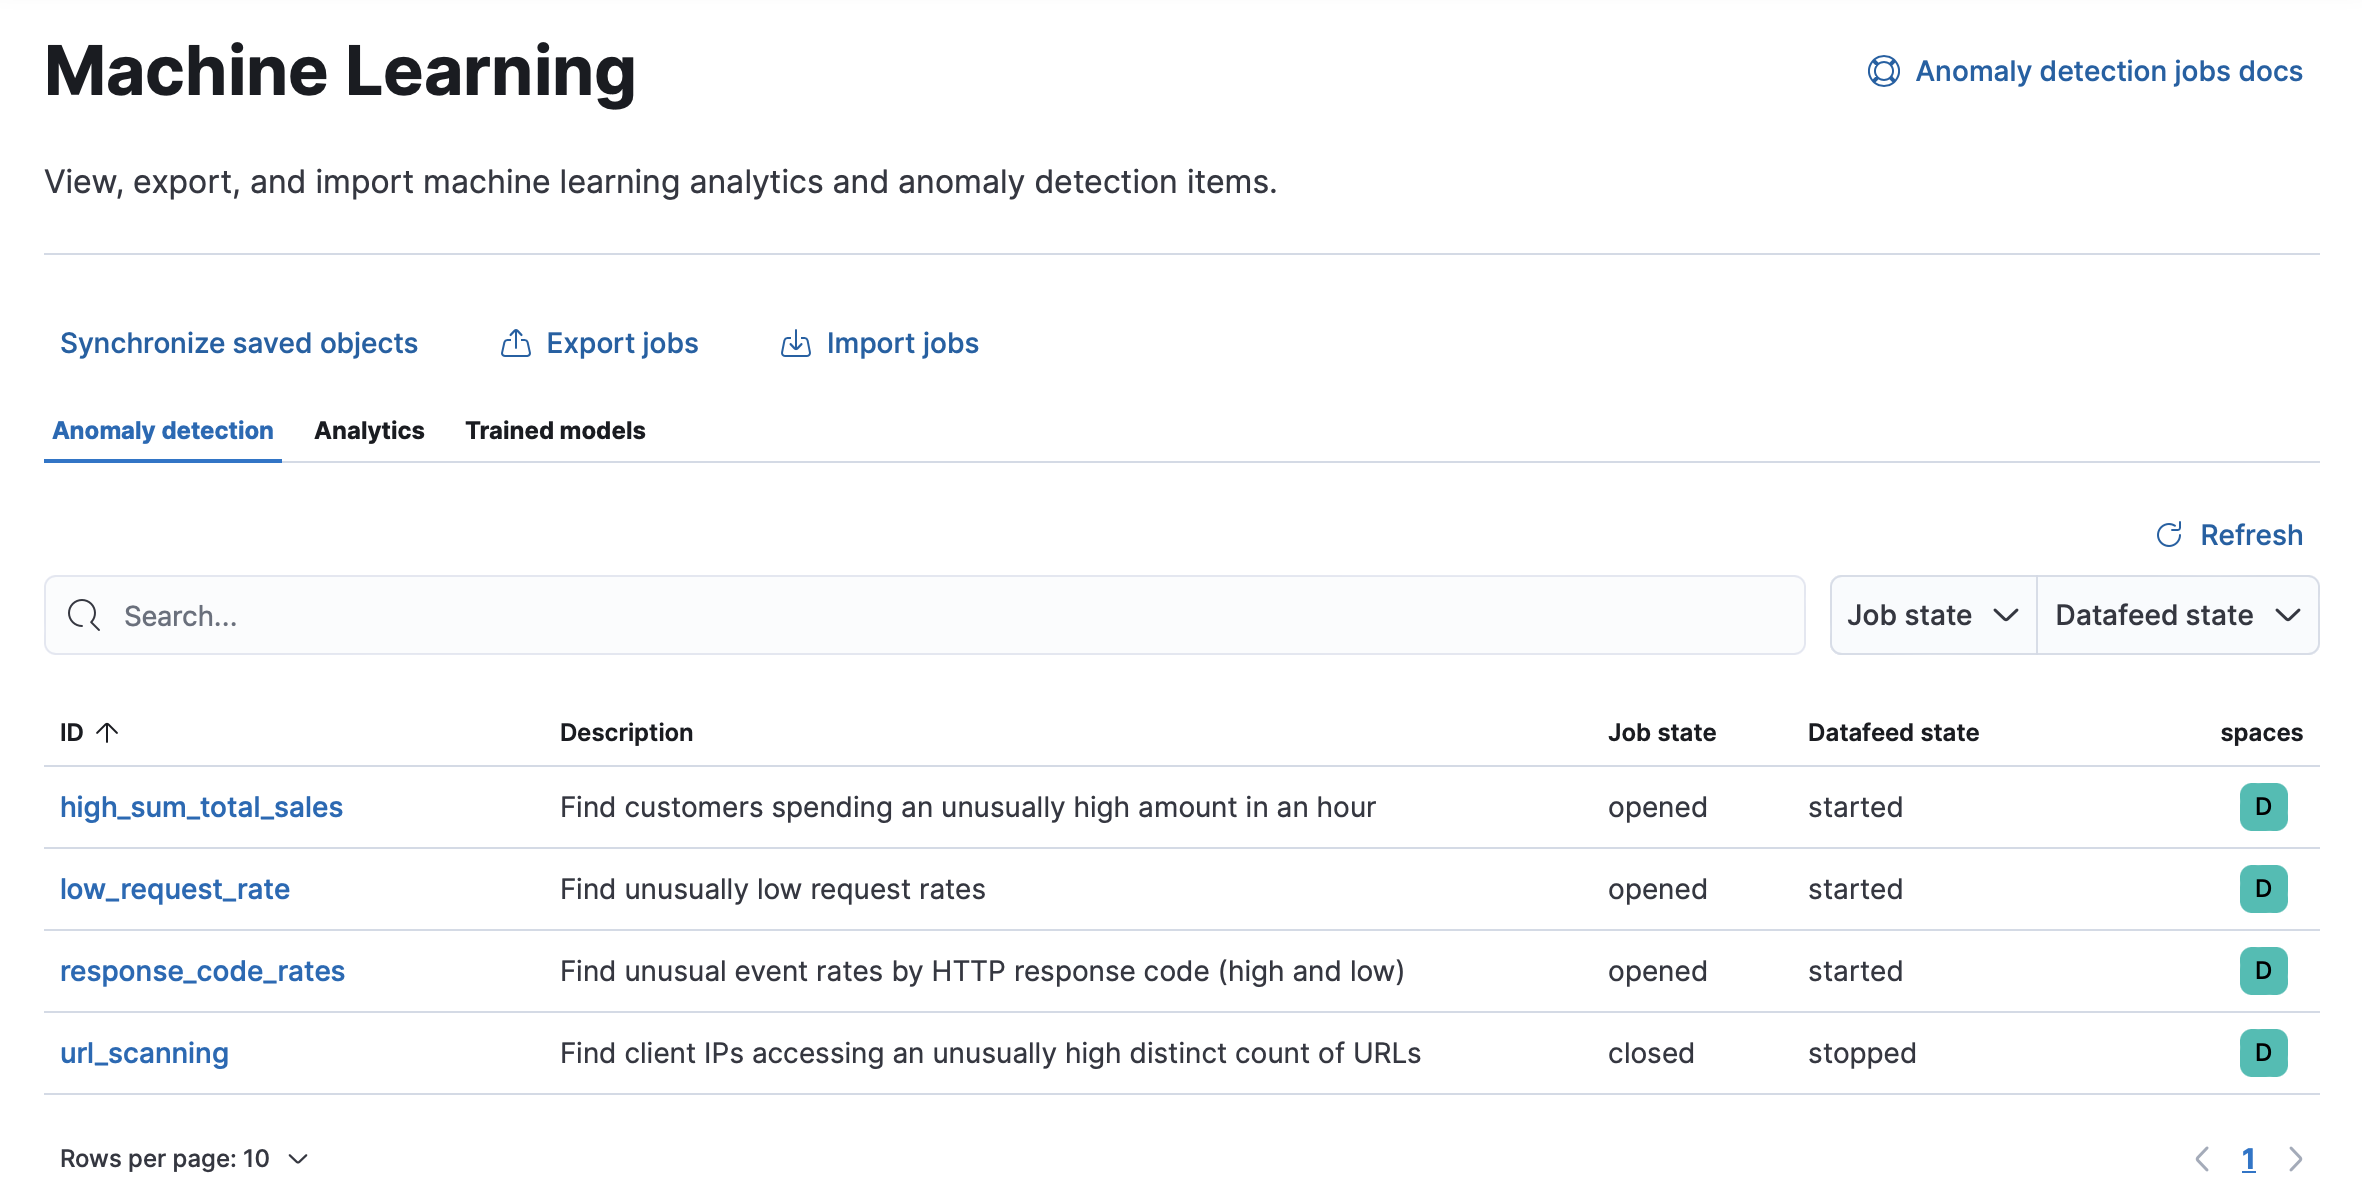 Machine Learning
Anomaly detection jobs docs
View, export, and import machine learning analytics and anomaly detection items.
Synchronize saved objects Export jobs Import jobs
Anomaly detection Analytics Trained models
Refresh
Search... Job state Datafeed state
ID Description Job state Datafeed state spaces
high_sum_total_sales Find customers spending an unusually high amount in an hour opened started D
low_request_rate Find unusually low request rates opened started D
response_code_rates Find unusual event rates by HTTP response code (high and low) opened started D
url_scanning Find client IPs accessing an unusually high distinct count of URLs closed stopped D
Rows per page: 10 1